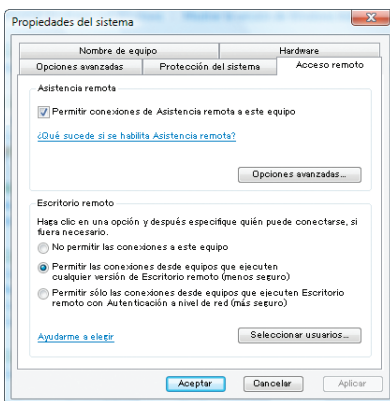 Propiedades del sistema
Nombre de equipo
Hardware
Opciones avanzadas
Protección del sistema
Acceso remoto
Asistencia remota
Permitir conexiones de Asistencia remota a este equipo
¿Qué sucede si se habilita Asistencia remota?
Opciones avanzadas...
Escritorio remoto
Haga clic en una opción y después especifique quién puede conectarse, si
fuera necesario.
No permitir las conexiones a este equipo
Permitir las conexiones desde equipos que ejecuten
cualquier versión de Escritorio remoto (menos seguro)
Permitir sólo las conexiones desde equipos que ejecuten Escritorio
remoto con Autenticación a nivel de red (más seguro)
Ayudarme a elegir
Seleccionar usuarios...
Aceptar
Cancelar
Aplicar